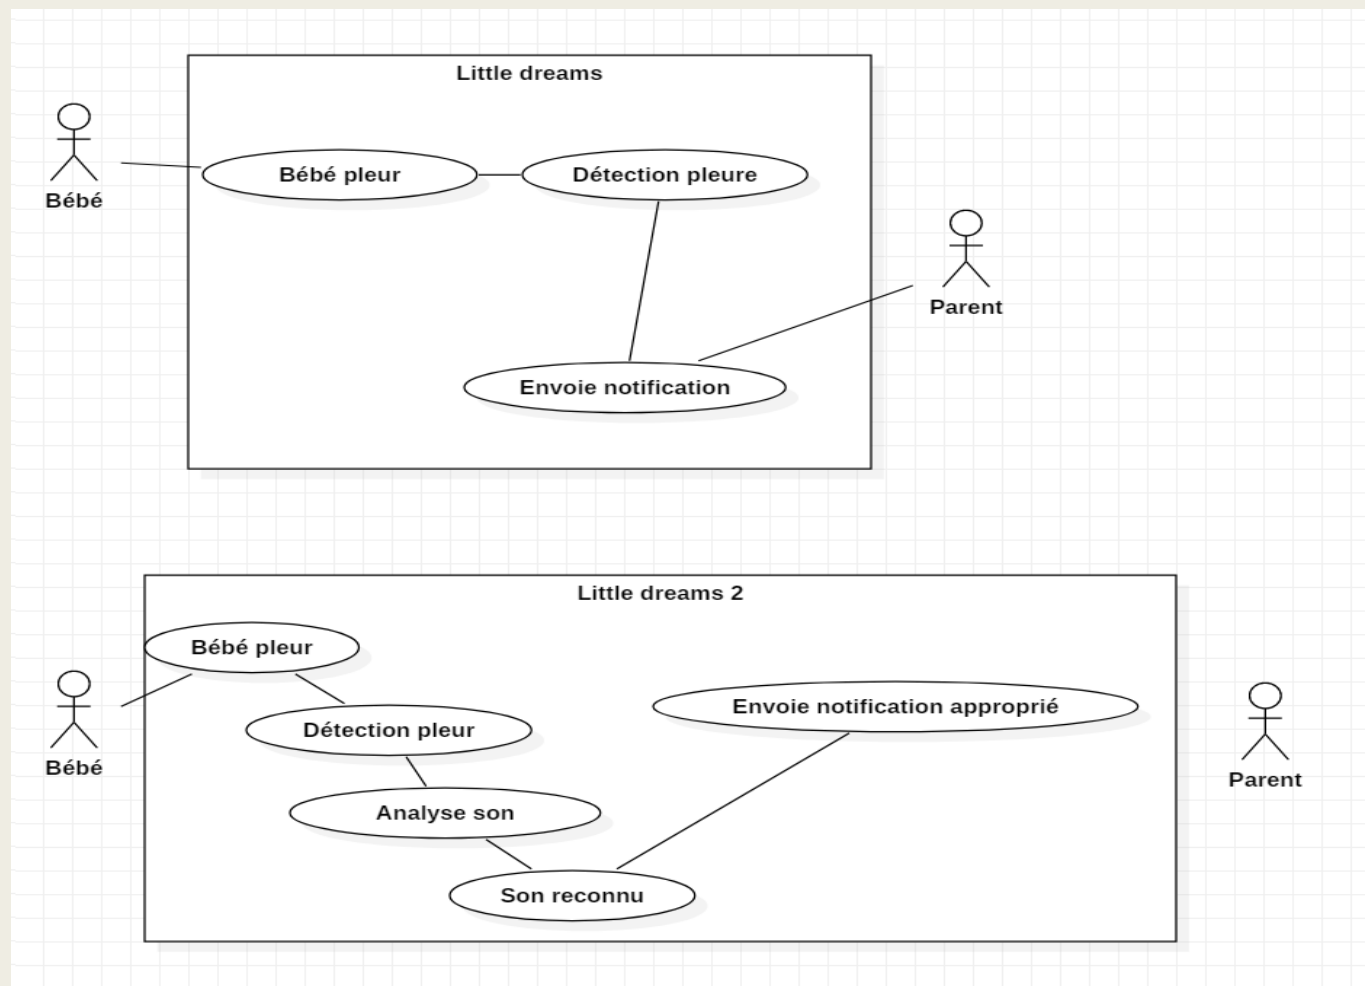 Little dreams
Bébé
Bébé pleur
Détection pleure
Parent
Envoie notification
Little dreams 2
Bébé pleur
Bébé
Détection pleur
Envoie notification approprié
Parent
Analyse son
Son reconnu